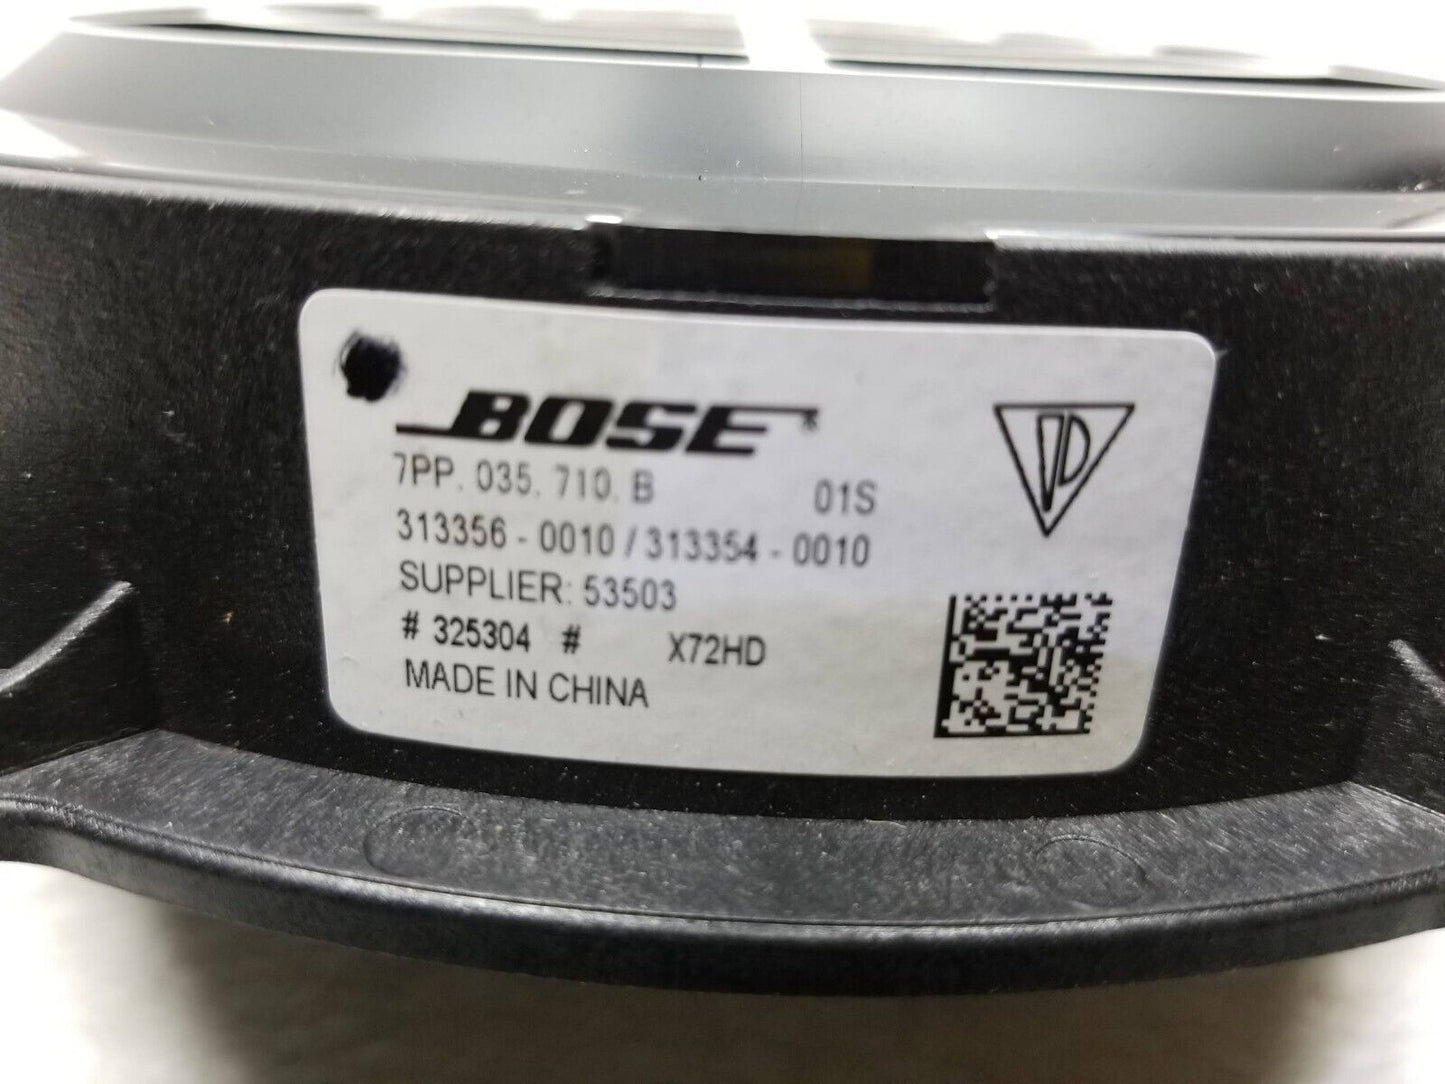 BOSE®
7PP. 035. 710. B 01S
313356 - 0010 / 313354 - 0010
SUPPLIER: 53503
# 325304 # X72HD
MADE IN CHINA